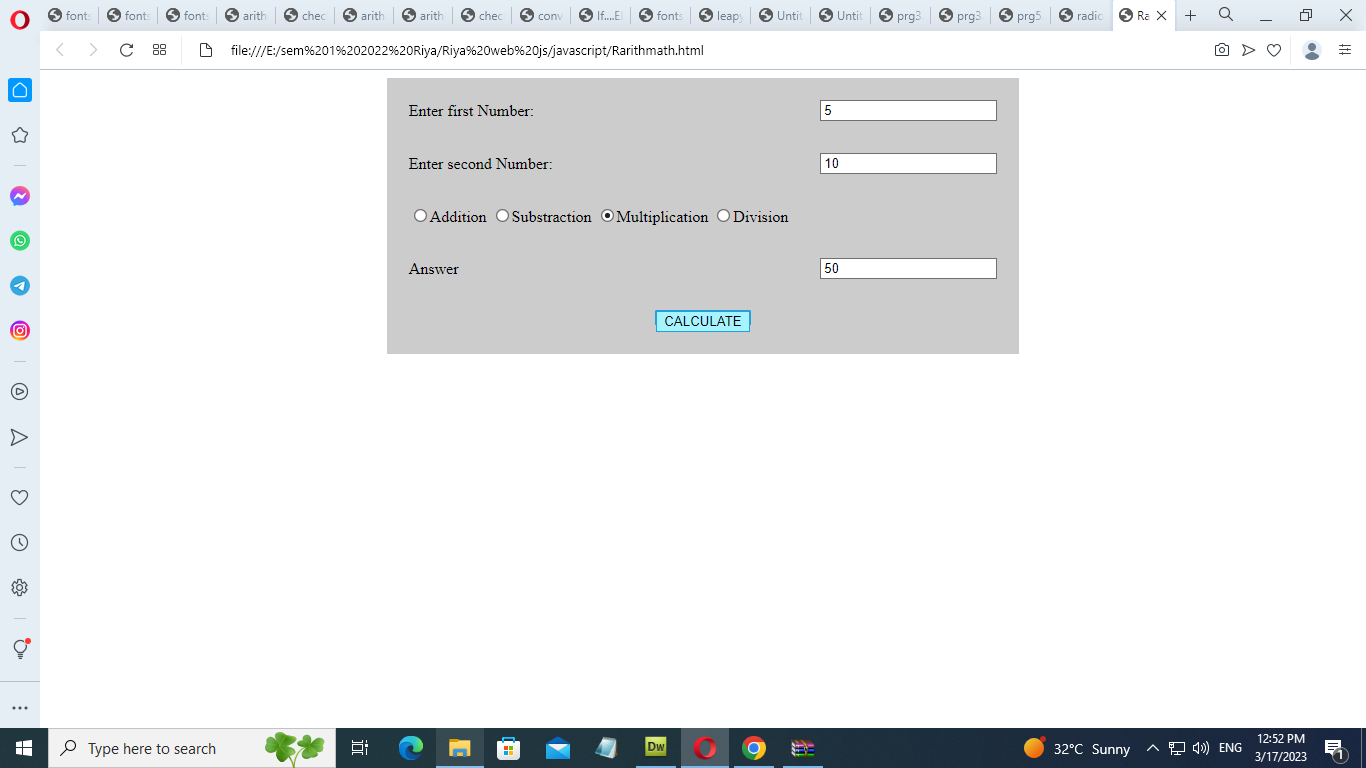 font fonts fonts arith chec arith arith chec conv If....El fonts leapy Untit Untit prg3 prg3 prg5 radic Ra
file:///E:/sem%201%202022%20Riya/Riya%20web%20js/javascript/Rarithmath.html
Enter first Number: 5
Enter second Number: 10
Addition Substraction Multiplication Division
Answer 50
CALCULATE
Type here to search Dw 32°C Sunny ENG 12:52 PM
3/17/2023 1